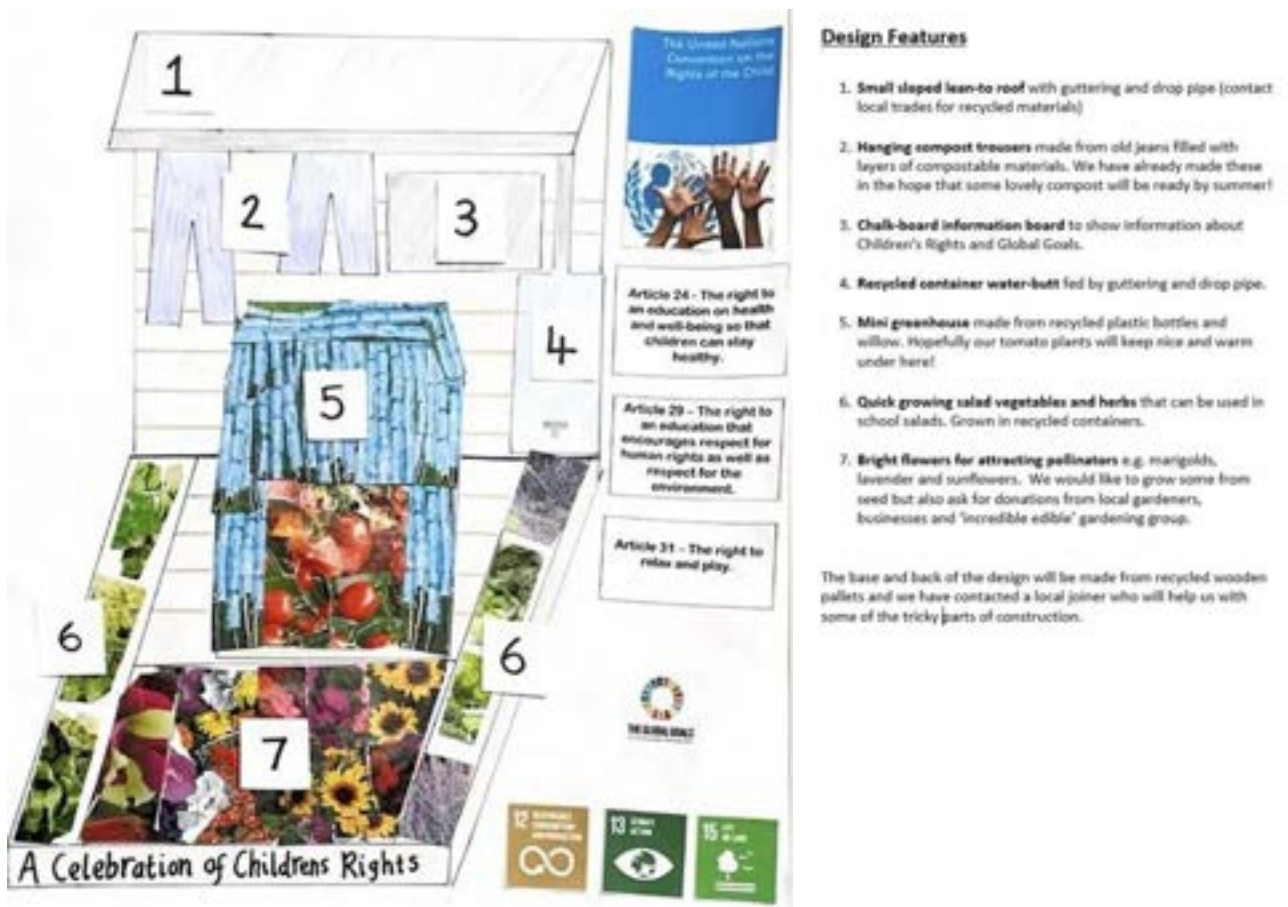 1
2
3
4
5
6
6
7
A Celebration of Childrens Rights
The United Nations
Convention on the
Rights of the Child
Article 24 - The right to
an education on health
and well-being so that
children can stay
healthy.
Article 29 - The right to
an education that
encourages respect for
human rights as well as
respect for the
environment.
Article 31 - The right to
relax and play.
THE GLOBAL GOALS
12 RESPONSIBLE
CONSUMPTION
AND PRODUCTION
13 CLIMATE
ACTION
15 LIFE
ON LAND
Design Features
1. Small sloped lean-to roof with guttering and drop pipe (contact
local trades for recycled materials)
2. Hanging compost trousers made from old jeans filled with
layers of compostable materials. We have already made these
in the hope that some lovely compost will be ready by summer!
3. Chalk-board information board to show information about
Children's Rights and Global Goals.
4. Recycled container water-butt fed by guttering and drop pipe.
5. Mini greenhouse made from recycled plastic bottles and
willow. Hopefully our tomato plants will keep nice and warm
under here!
6. Quick growing salad vegetables and herbs that can be used in
school salads. Grown in recycled containers.
7. Bright flowers for attracting pollinators e.g. marigolds,
lavender and sunflowers. We would like to grow some from
seed but also ask for donations from local gardeners,
businesses and 'incredible edible' gardening group.
The base and back of the design will be made from recycled wooden
pallets and we have contacted a local joiner who will help us with
some of the tricky parts of construction.